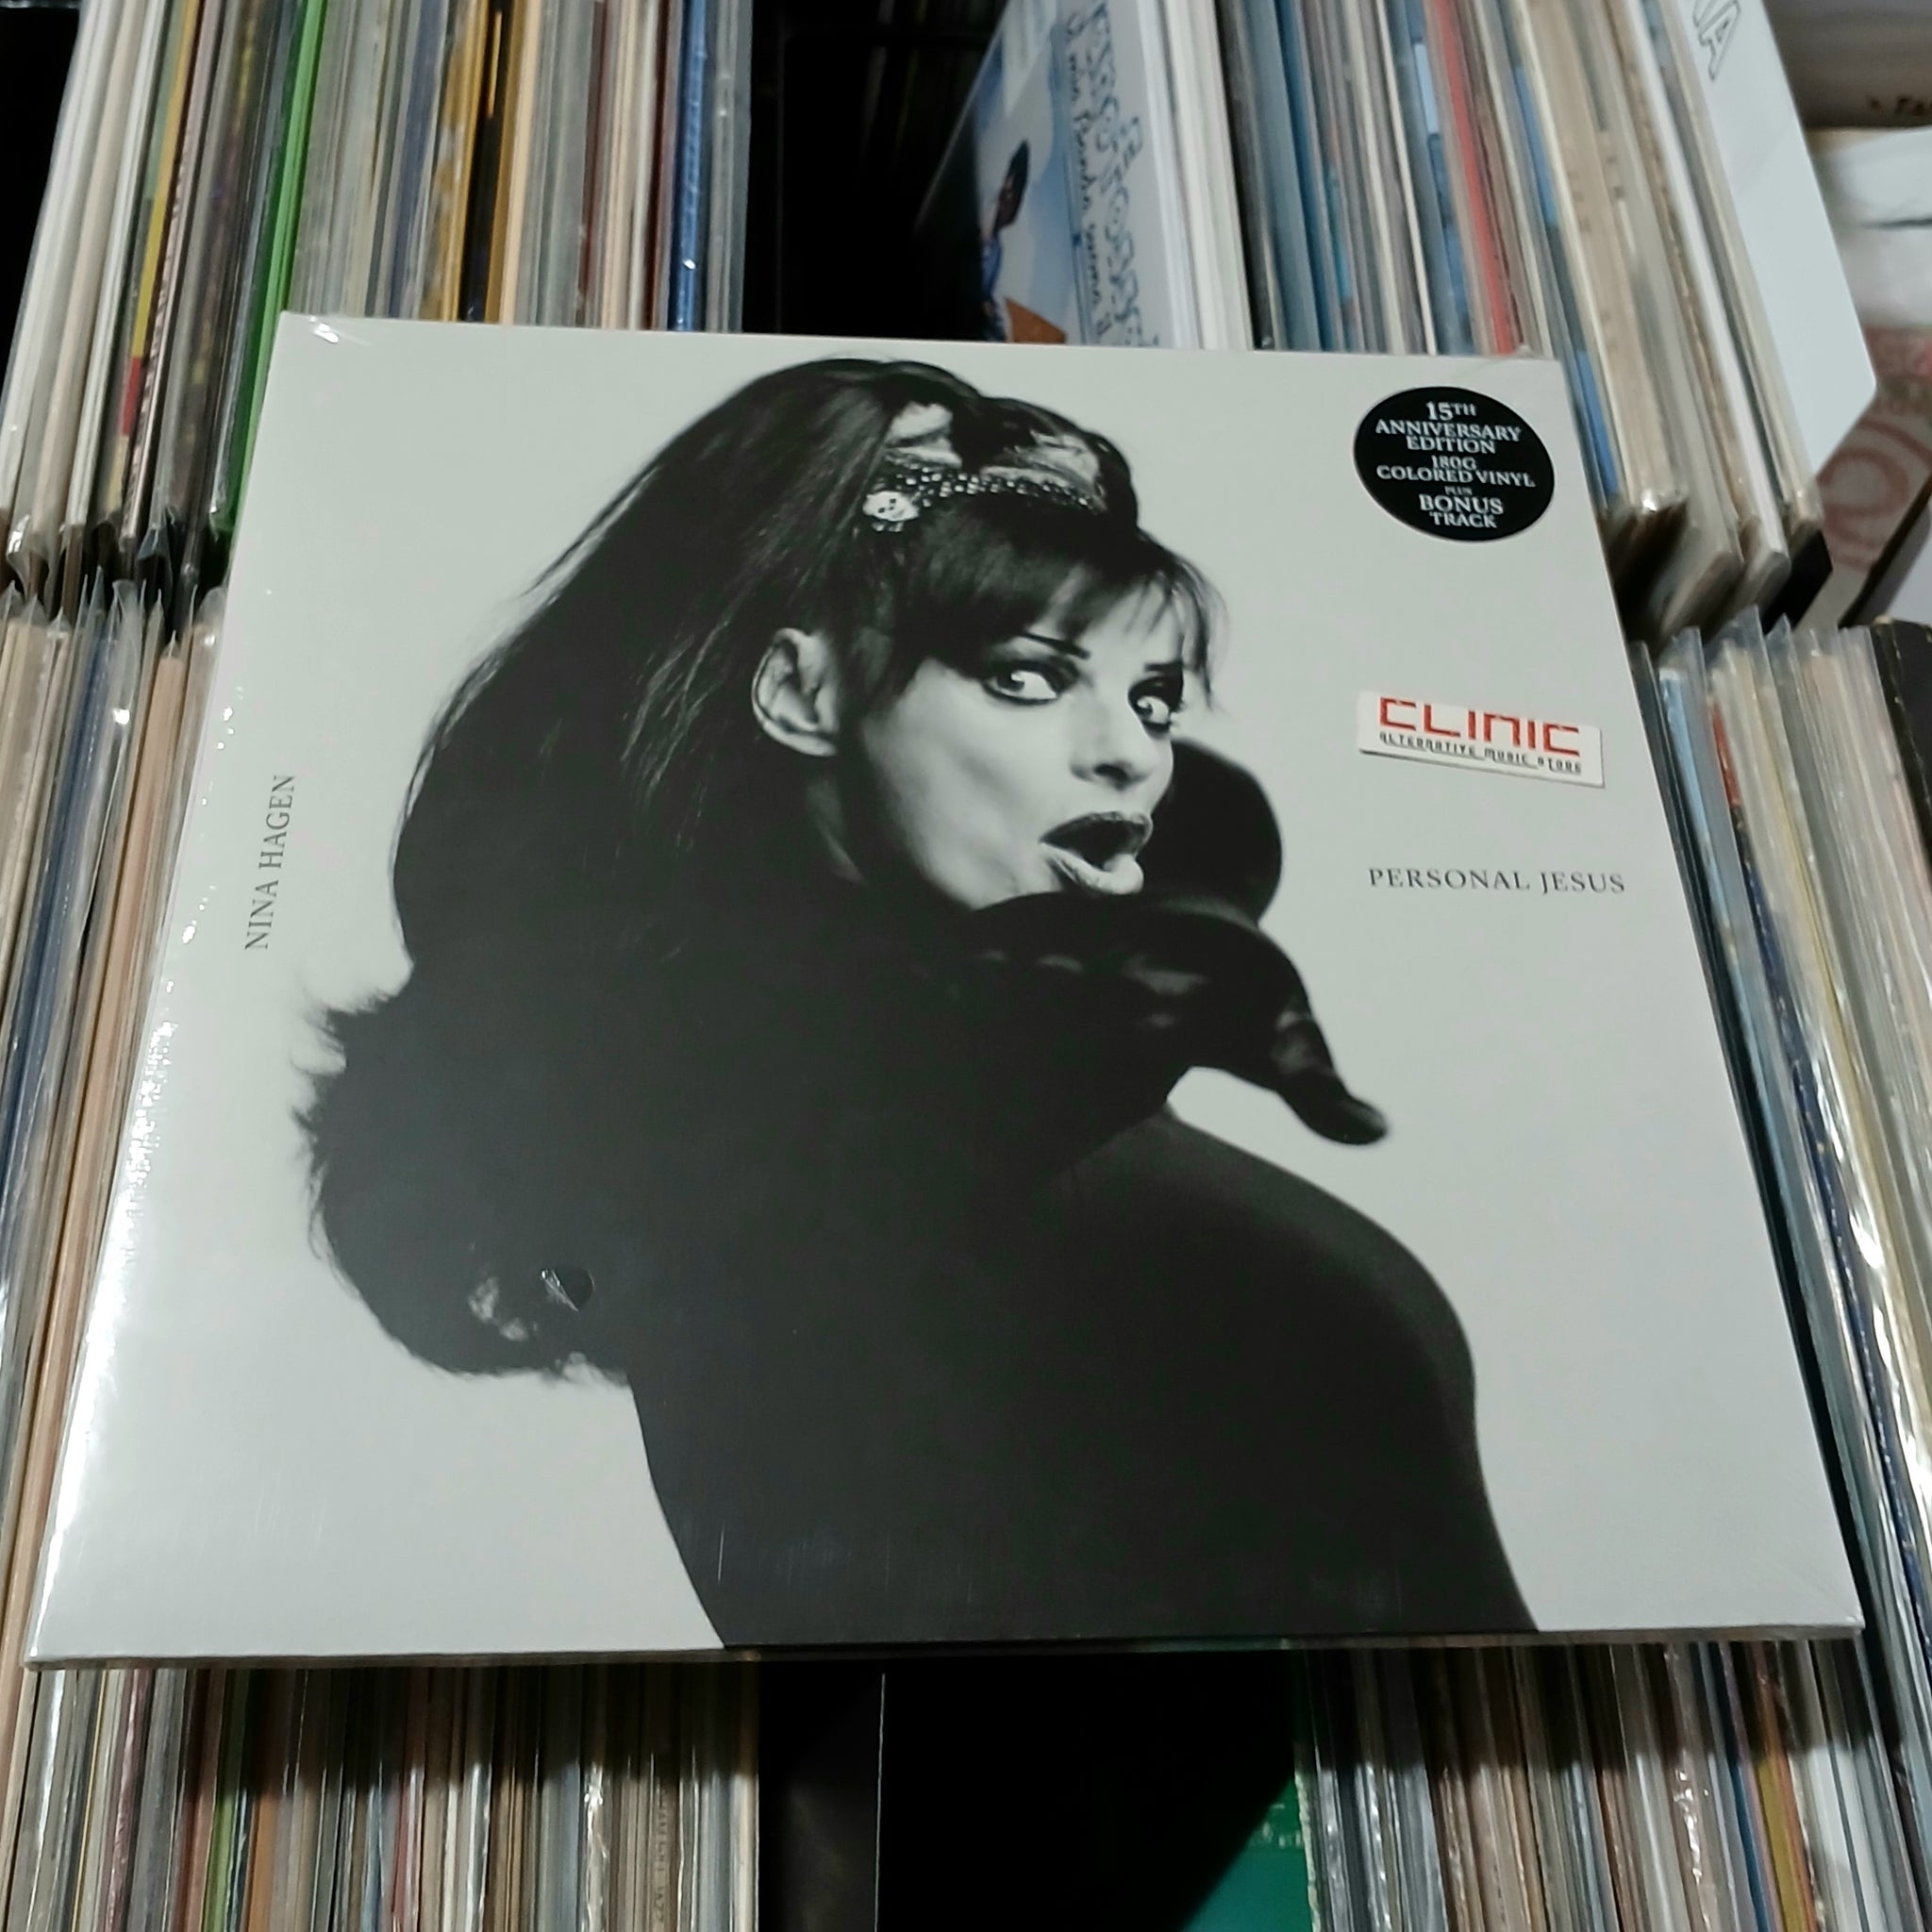 15TH
ANNIVERSARY
EDITION
180G
COLORED VINYL
PLUS
BONUS
TRACK
CLINIC
ALTERNATIVE MUSIC STORE
NINA HAGEN
PERSONAL JESUS